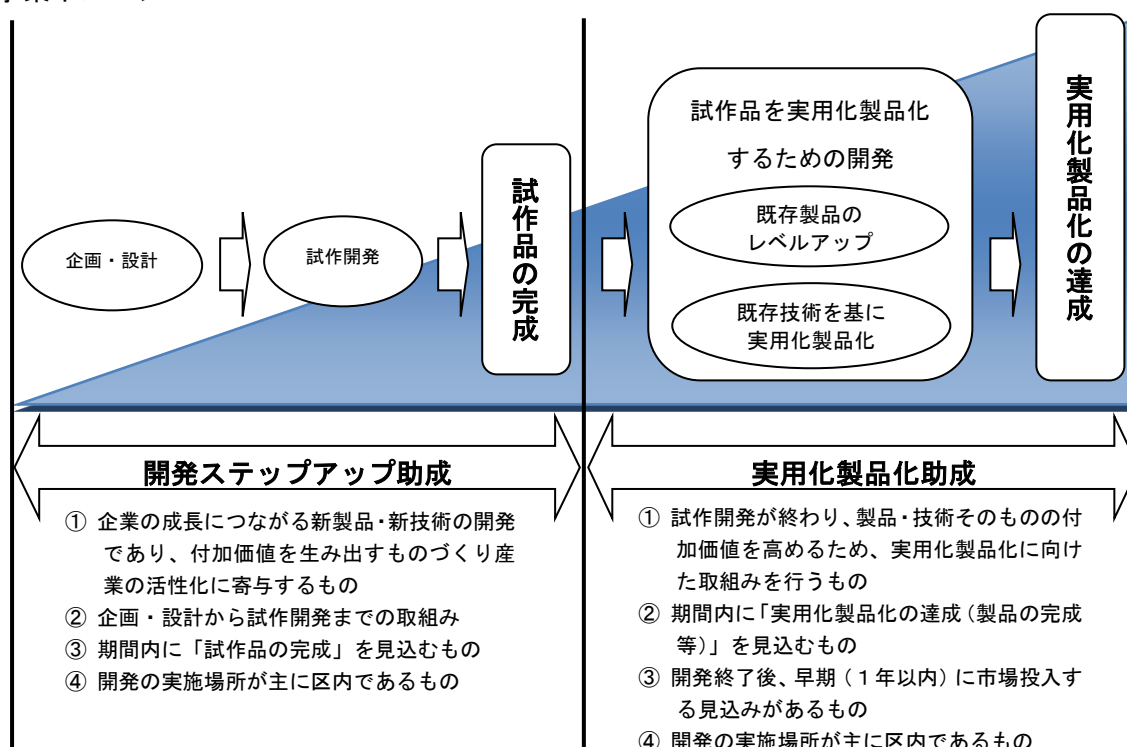 企画・設計
試作開発
試作品の完成
試作品を実用化製品化
するための開発
既存製品の
レベルアップ
既存技術を基に
実用化製品化
実用化製品化の達成
開発ステップアップ助成
① 企業の成長につながる新製品・新技術の開発
であり、付加価値を生み出すものづくり産
業の活性化に寄与するもの
② 企画・設計から試作開発までの取組み
③ 期間内に「試作品の完成」を見込むもの
④ 開発の実施場所が主に区内であるもの
実用化製品化助成
① 試作開発が終わり、製品・技術そのものの付
加価値を高めるため、実用化製品化に向け
た取組みを行うもの
② 期間内に「実用化製品化の達成（製品の完成
等）」を見込むもの
③ 開発終了後、早期（１年以内）に市場投入す
る見込みがあるもの
④ 開発の実施場所が主に区内であるもの